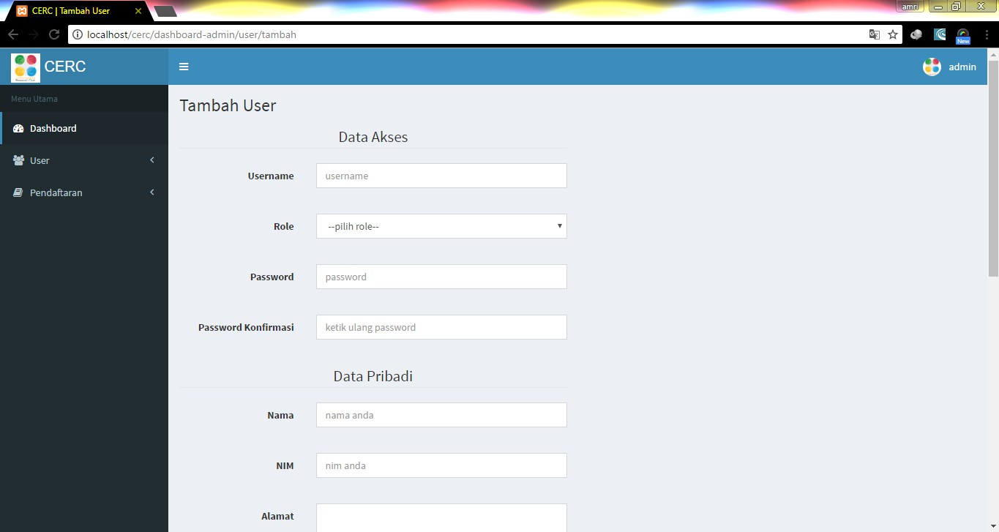 CERC | Tambah User
amri
localhost/cerc/dashboard-admin/user/tambah
New
CERC
admin
Menu Utama
Dashboard
User
Pendaftaran
Tambah User
Data Akses
Username
username
Role
--pilih role--
Password
password
Password Konfirmasi
ketik ulang password
Data Pribadi
Nama
nama anda
NIM
nim anda
Alamat